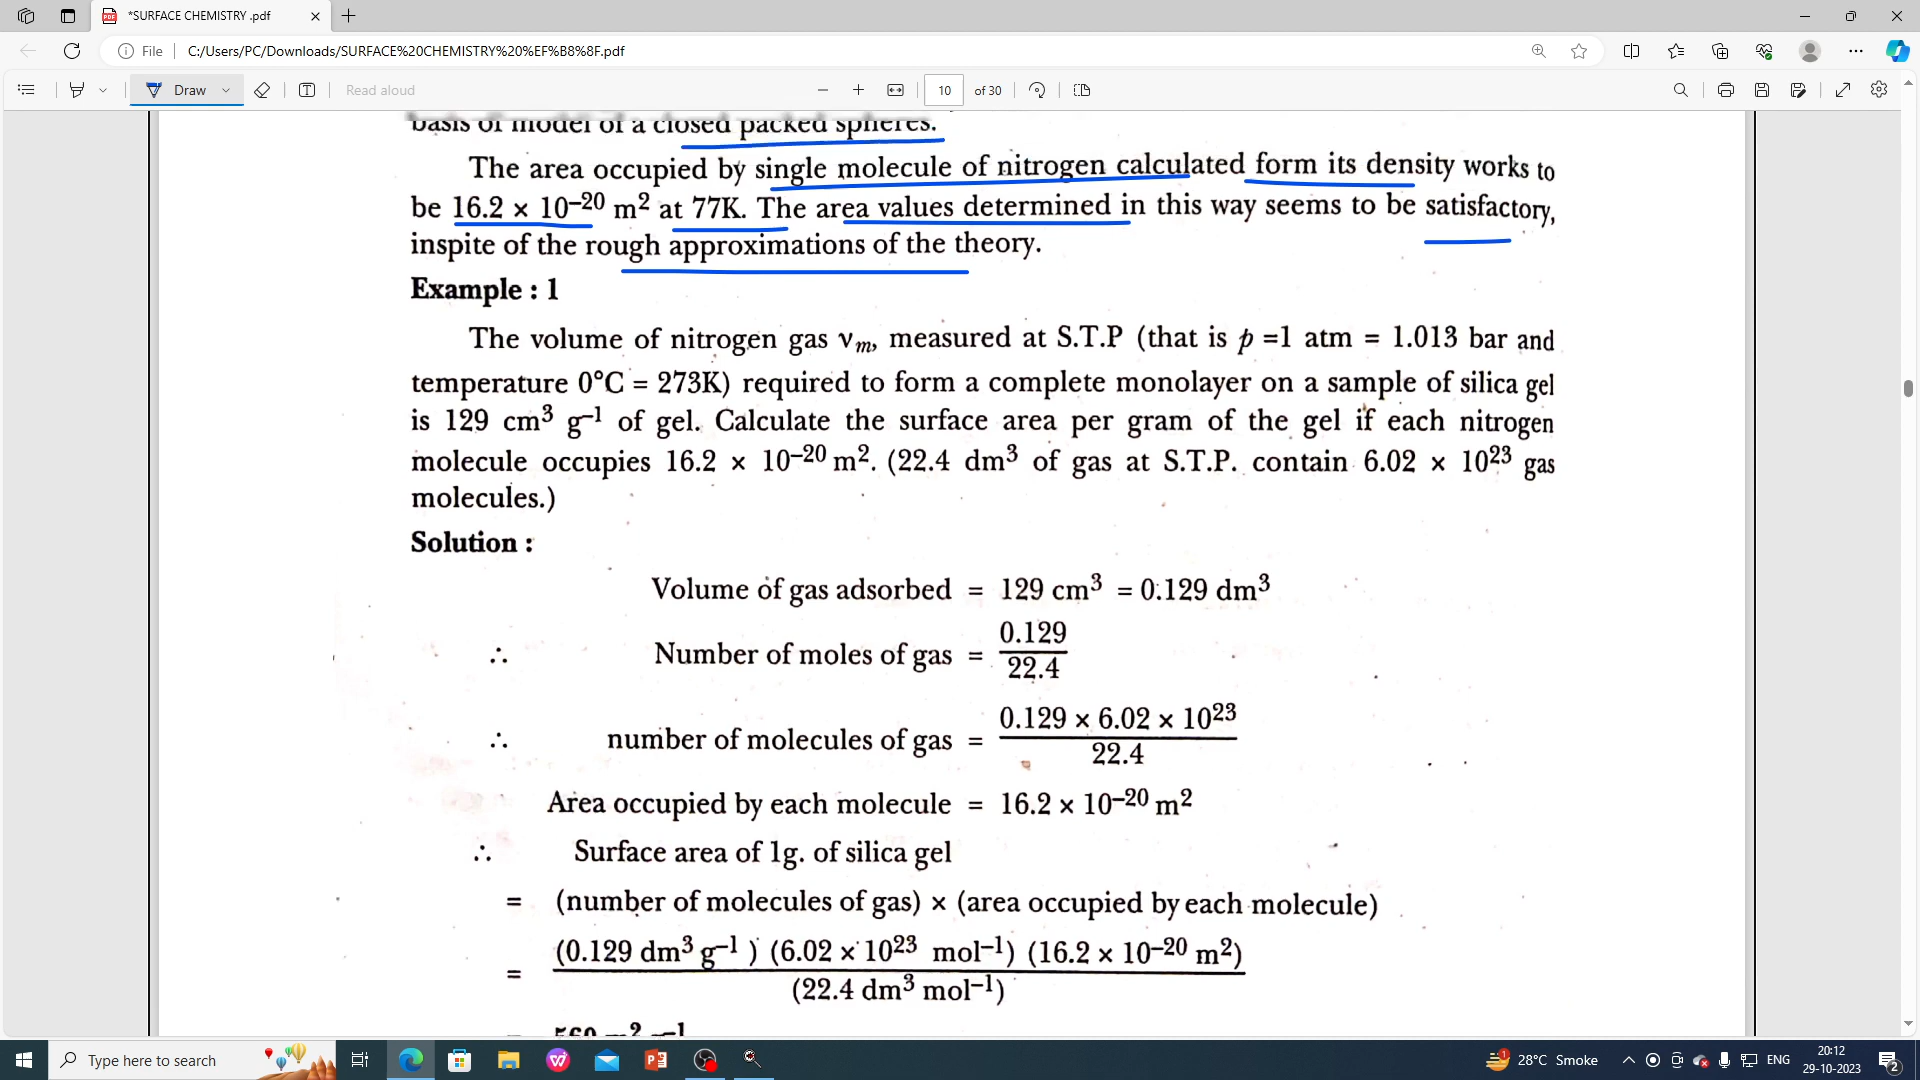 *SURFACE CHEMISTRY .pdf
File
C:/Users/PC/Downloads/SURFACE%20CHEMISTRY%20%EF%B8%8F.pdf
Draw
Read aloud
10 of 30
basis of model of a closed packed spheres.
The area occupied by single molecule of nitrogen calculated form its density works to
be 16.2 × 10⁻²⁰ m² at 77K. The area values determined in this way seems to be satisfactory,
inspite of the rough approximations of the theory.
Example : 1
The volume of nitrogen gas vₘ, measured at S.T.P (that is p =1 atm = 1.013 bar and
temperature 0°C = 273K) required to form a complete monolayer on a sample of silica gel
is 129 cm³ g⁻¹ of gel. Calculate the surface area per gram of the gel if each nitrogen
molecule occupies 16.2 × 10⁻²⁰ m². (22.4 dm³ of gas at S.T.P. contain 6.02 × 10²³ gas
molecules.)
Solution :
Volume of gas adsorbed = 129 cm³ = 0.129 dm³
∴ Number of moles of gas = 0.129 / 22.4
∴ number of molecules of gas = 0.129 × 6.02 × 10²³ / 22.4
Area occupied by each molecule = 16.2 × 10⁻²⁰ m²
∴ Surface area of 1g. of silica gel
= (number of molecules of gas) × (area occupied by each molecule)
= (0.129 dm³ g⁻¹ ) (6.02 × 10²³ mol⁻¹) (16.2 × 10⁻²⁰ m²) / (22.4 dm³ mol⁻¹)
Type here to search
28°C Smoke
ENG
20:12
29-10-2023
2